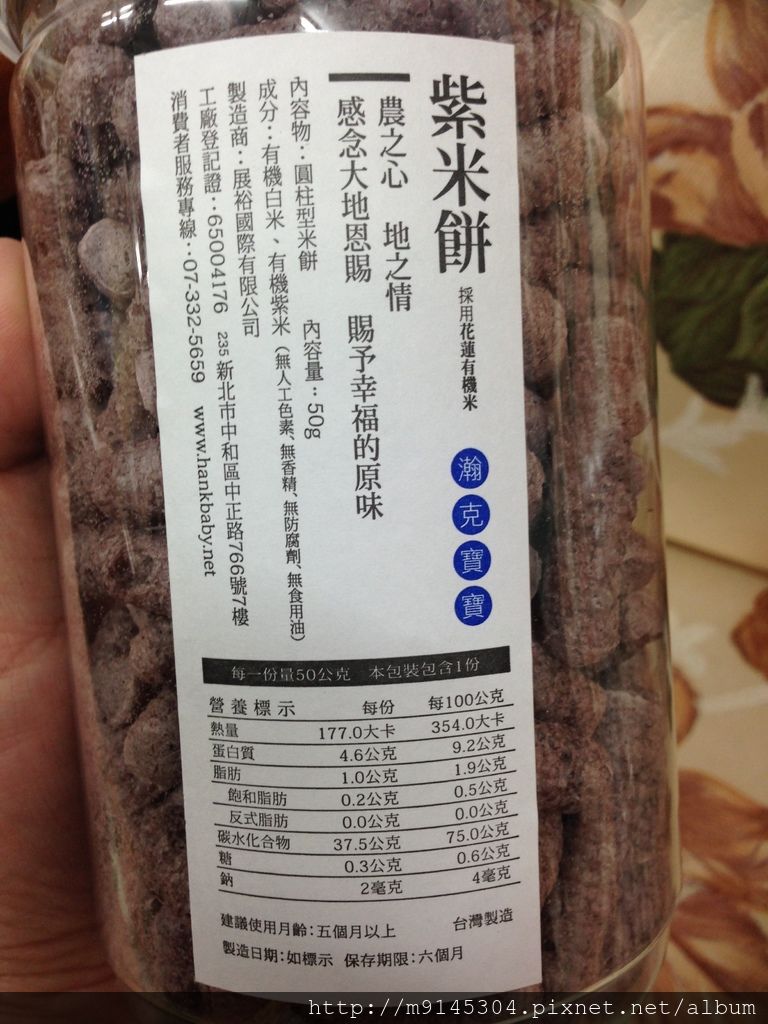 紫米餅 採用花蓮有機米 瀚克寶寶
農之心 地之情
感念大地恩賜 賜予幸福的原味
內容物：圓柱型米餅 內容量：50g
成分：有機白米、有機紫米（無人工色素、無香精、無防腐劑、無食用油）
製造商：展裕國際有限公司
工廠登記證：65004176 235新北市中和區中正路766號7樓
消費者服務專線：07-332-5659 www.hankbaby.net
每一份量50公克 本包裝包含1份
營養標示 每份 每100公克
熱量 177.0大卡 354.0大卡
蛋白質 4.6公克 9.2公克
脂肪 1.0公克 1.9公克
飽和脂肪 0.2公克 0.5公克
反式脂肪 0.0公克 0.0公克
碳水化合物 37.5公克 75.0公克
糖 0.3公克 0.6公克
鈉 2毫克 4毫克
建議使用月齡：五個月以上 台灣製造
製造日期：如標示 保存期限：六個月
http://m9145304.pixnet.net/album